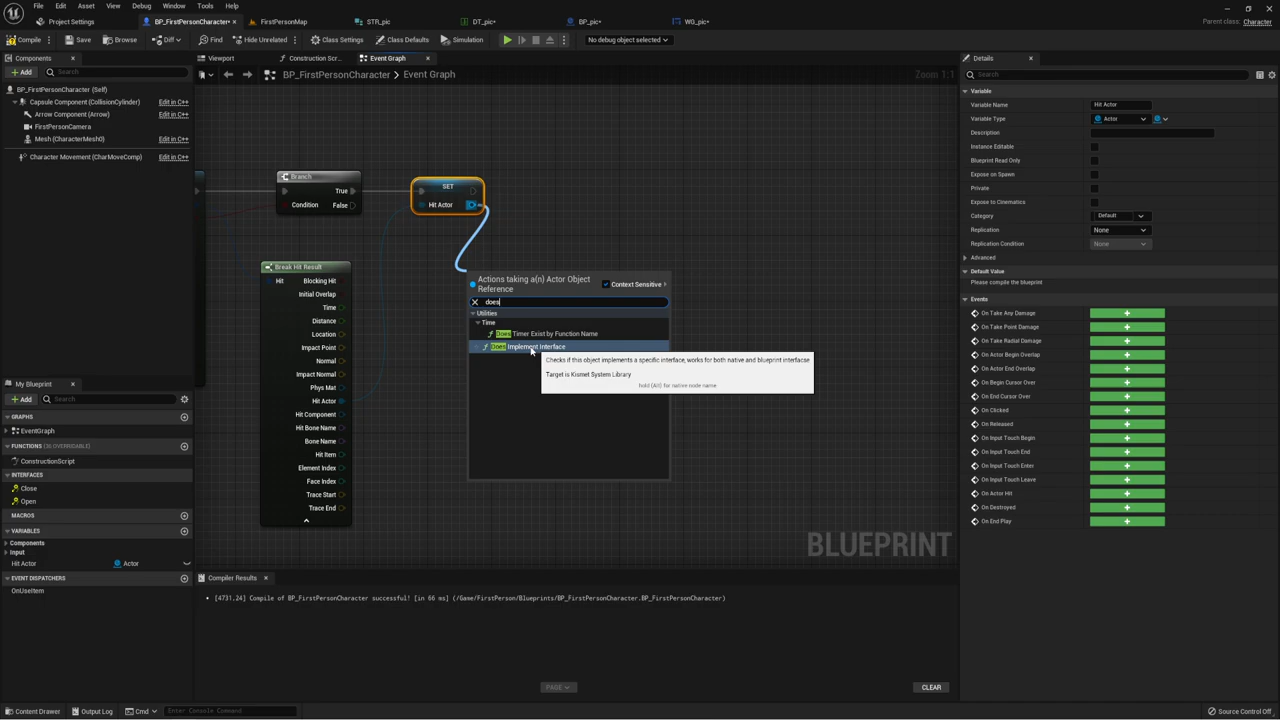 File Edit Asset View Debug Window Tools Help
Project Settings BP_FirstPersonCharacter• FirstPersonMap STR_pic DT_pic• BP_pic• WG_pic•
Parent class: Character
Compile Save Browse Diff Find Hide Unrelated Class Settings Class Defaults Simulation No debug object selected
Components
Add Search
BP_FirstPersonCharacter (Self)
Capsule Component (CollisionCylinder) Edit in C++
Arrow Component (Arrow) Edit in C++
FirstPersonCamera
Mesh (CharacterMesh0) Edit in C++
Character Movement (CharMoveComp) Edit in C++
My Blueprint
Add Search
GRAPHS
EventGraph
FUNCTIONS (36 OVERRIDABLE)
ConstructionScript
INTERFACES
Close
Open
MACROS
VARIABLES
Components
Input
Hit Actor Actor
EVENT DISPATCHERS
OnUseItem
Viewport Construction Scr... Event Graph
BP_FirstPersonCharacter > Event Graph
Zoom 1:1
Branch
True
Condition False
SET
Hit Actor
Break Hit Result
Hit Blocking Hit
Initial Overlap
Time
Distance
Location
Impact Point
Normal
Impact Normal
Phys Mat
Hit Actor
Hit Component
Hit Bone Name
Bone Name
Hit Item
Element Index
Face Index
Trace Start
Trace End
Actions taking a(n) Actor Object
Reference
Context Sensitive
does
Utilities
Time
Does Timer Exist by Function Name
Does Implement Interface
Checks if this object implements a specific interface, works for both native and blueprint interfacse
Target is Kismet System Library
hold (Alt) for native node name
BLUEPRINT
Compiler Results
[4731,24] Compile of BP_FirstPersonCharacter successful! [in 66 ms] (/Game/FirstPerson/Blueprints/BP_FirstPersonCharacter.BP_FirstPersonCharacter)
PAGE
CLEAR
Details
Search
Variable
Variable Name Hit Actor
Variable Type Actor
Description
Instance Editable
Blueprint Read Only
Expose on Spawn
Private
Expose to Cinematics
Category Default
Replication None
Replication Condition None
Advanced
Default Value
Please compile the blueprint
Events
On Take Any Damage
On Take Point Damage
On Take Radial Damage
On Actor Begin Overlap
On Actor End Overlap
On Begin Cursor Over
On End Cursor Over
On Clicked
On Released
On Input Touch Begin
On Input Touch End
On Input Touch Enter
On Input Touch Leave
On Actor Hit
On Destroyed
On End Play
Content Drawer Output Log Cmd Enter Console Command
Source Control Off